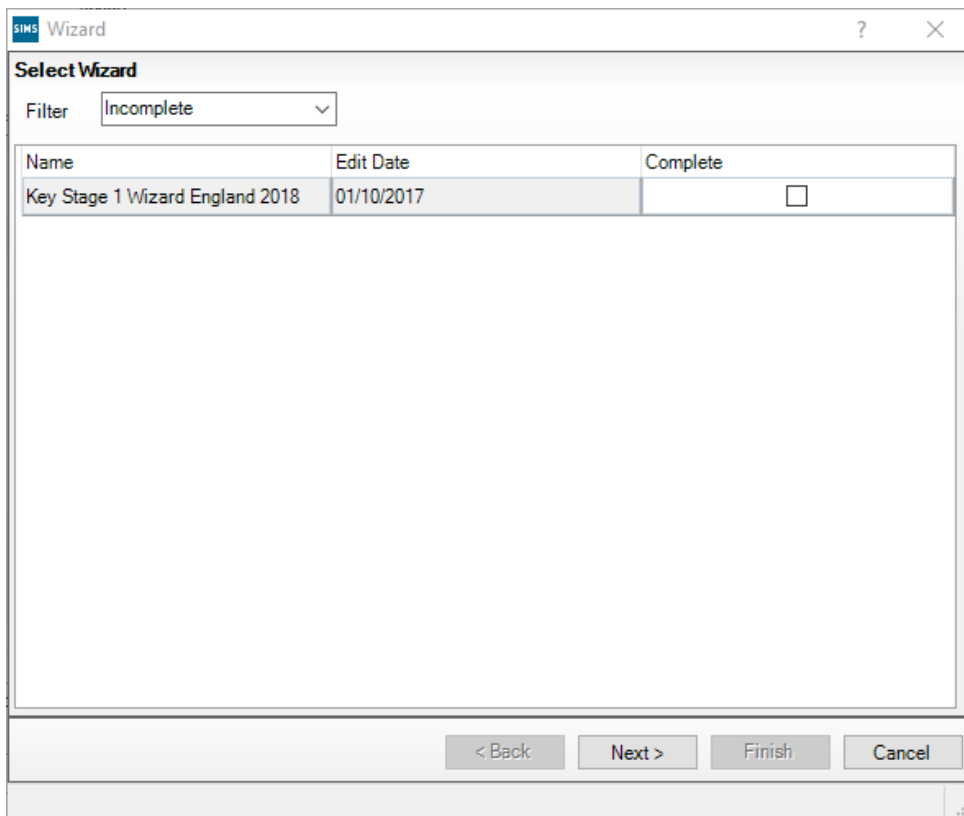 SIMS Wizard ?
Select Wizard
Filter Incomplete
Name Edit Date Complete
Key Stage 1 Wizard England 2018 01/10/2017
< Back Next > Finish Cancel